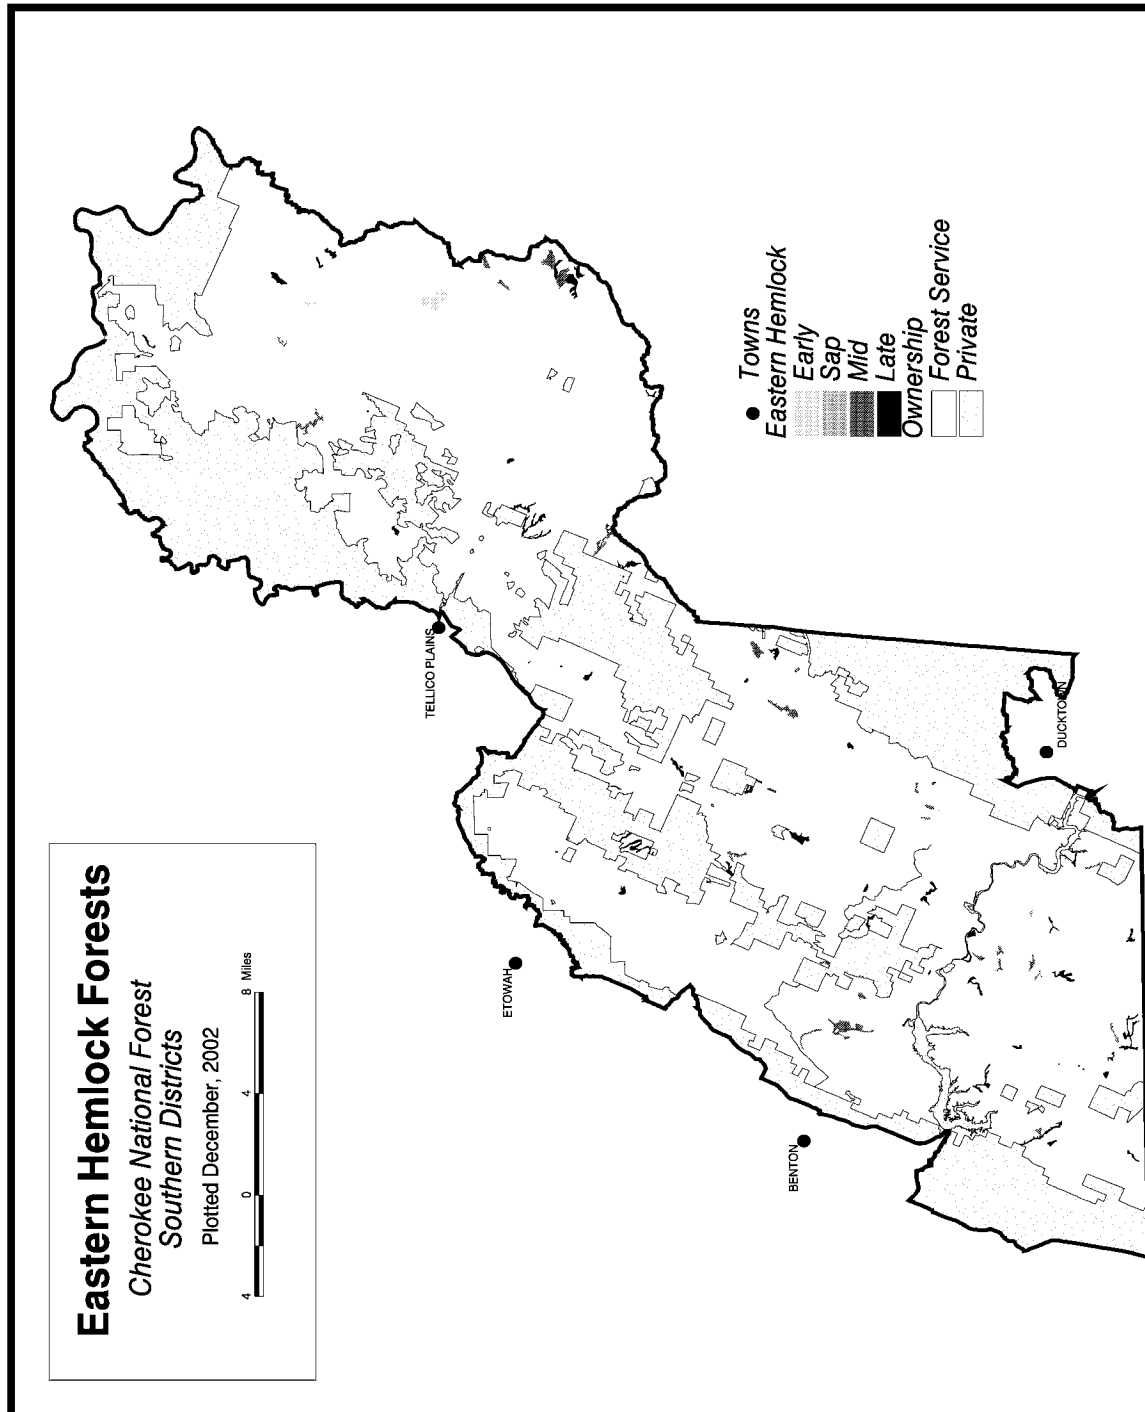 Eastern Hemlock Forests
Cherokee National Forest
Southern Districts
Plotted December, 2002
4 0 4 8 Miles
TELLICO PLAINS
ETOWAH
BENTON
DUCKTOWN
Towns
Eastern Hemlock
Early
Sap
Mid
Late
Ownership
Forest Service
Private